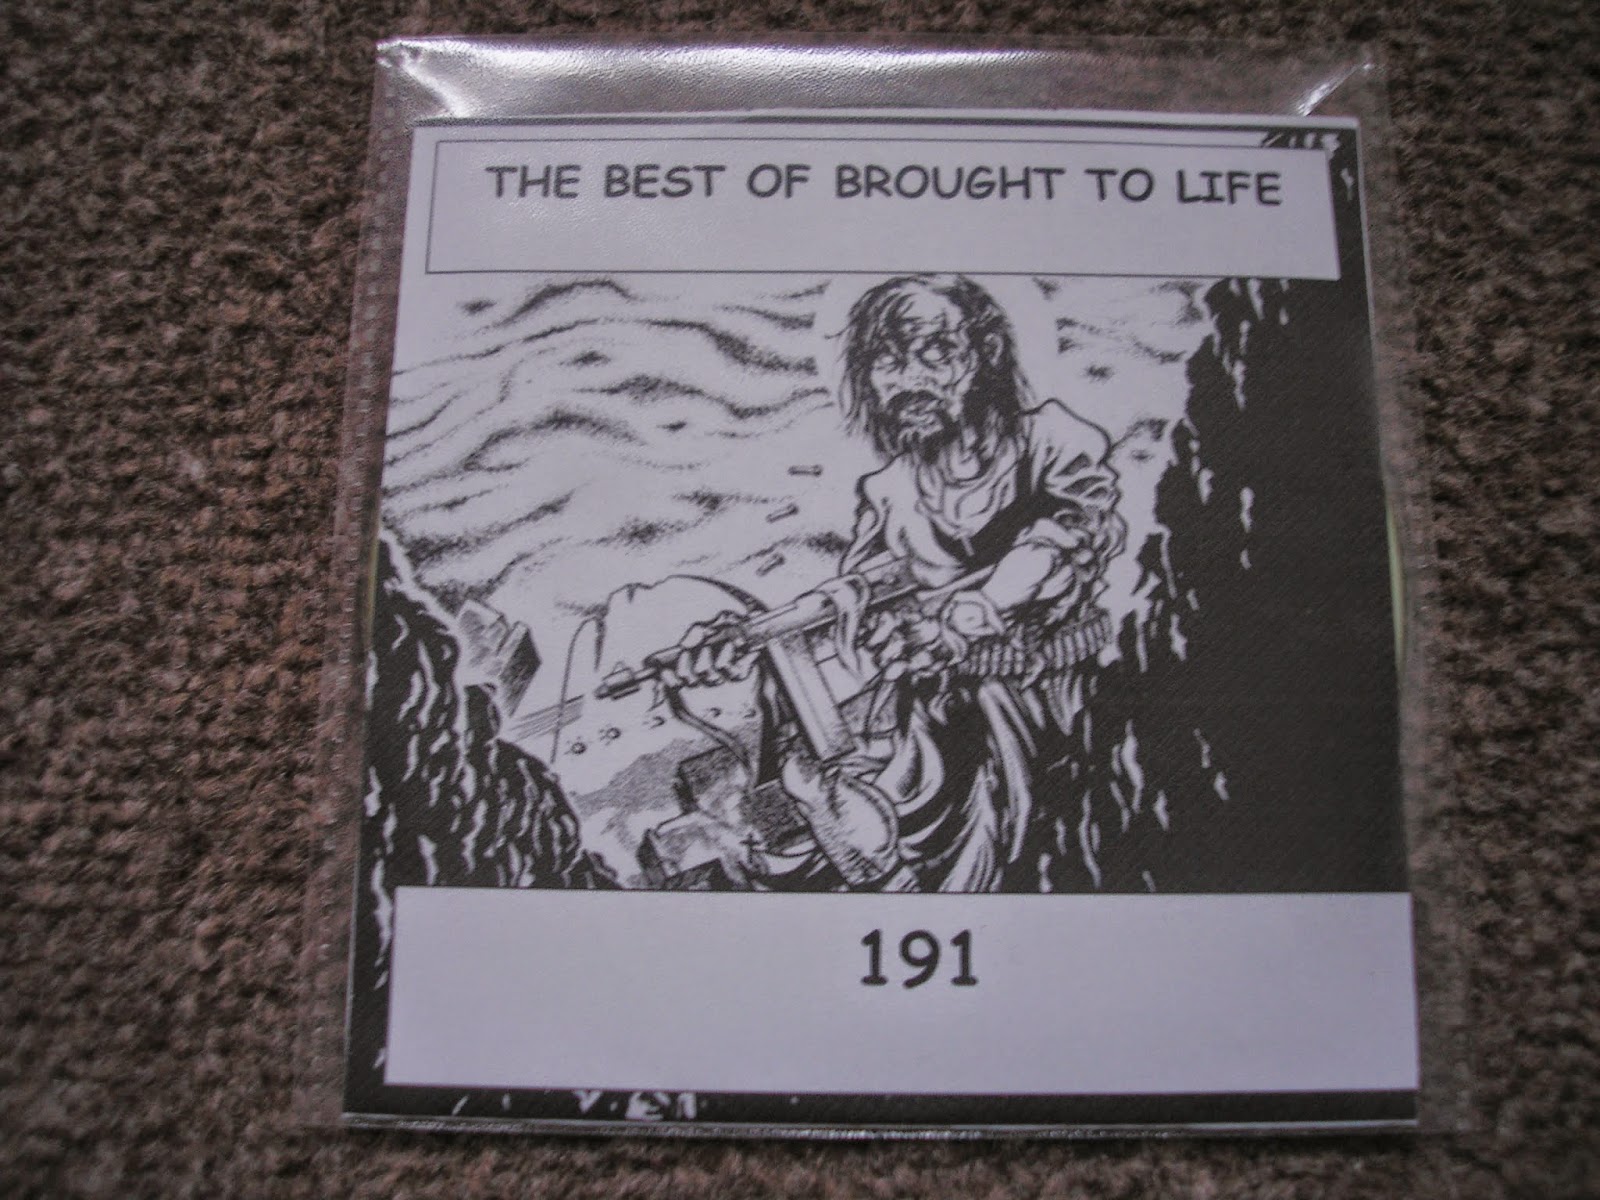 THE BEST OF BROUGHT TO LIFE
191